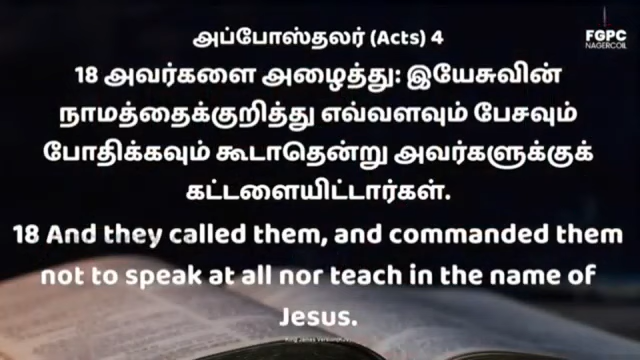 அப்போஸ்தலர் (Acts) 4
FGPC
NAGERCOIL
18 அவர்களை அழைத்து: இயேசுவின்
நாமத்தைக்குறித்து எவ்வளவும் பேசவும்
போதிக்கவும் கூடாதென்று அவர்களுக்குக்
கட்டளையிட்டார்கள்.
18 And they called them, and commanded them
not to speak at all nor teach in the name of
Jesus.